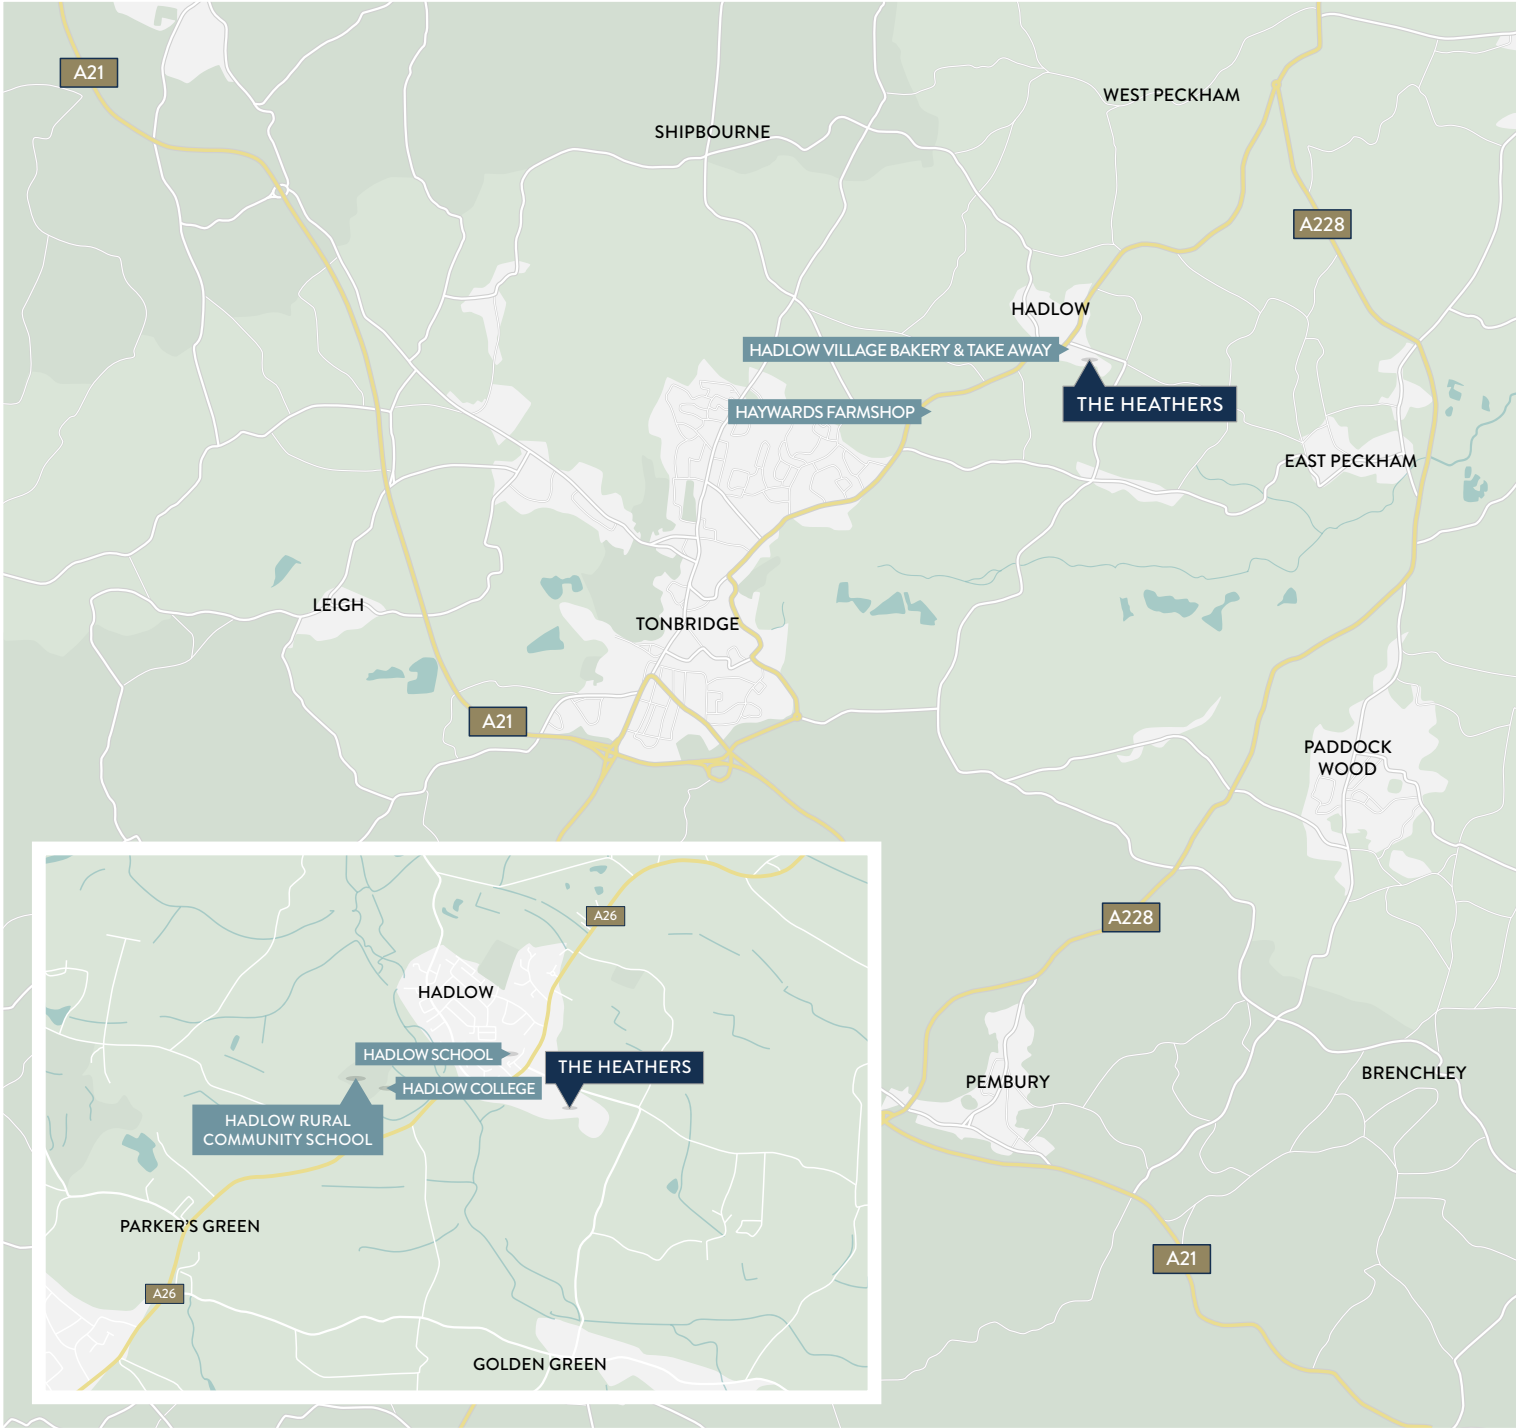 A21
WEST PECKHAM
SHIPBOURNE
A228
HADLOW
HADLOW VILLAGE BAKERY & TAKE AWAY
THE HEATHERS
HAYWARDS FARMSHOP
EAST PECKHAM
LEIGH
TONBRIDGE
A21
PADDOCK
WOOD
A228
PEMBURY
BRENCHLEY
A21
A26
HADLOW
HADLOW SCHOOL
THE HEATHERS
HADLOW COLLEGE
HADLOW RURAL
COMMUNITY SCHOOL
PARKER'S GREEN
A26
GOLDEN GREEN